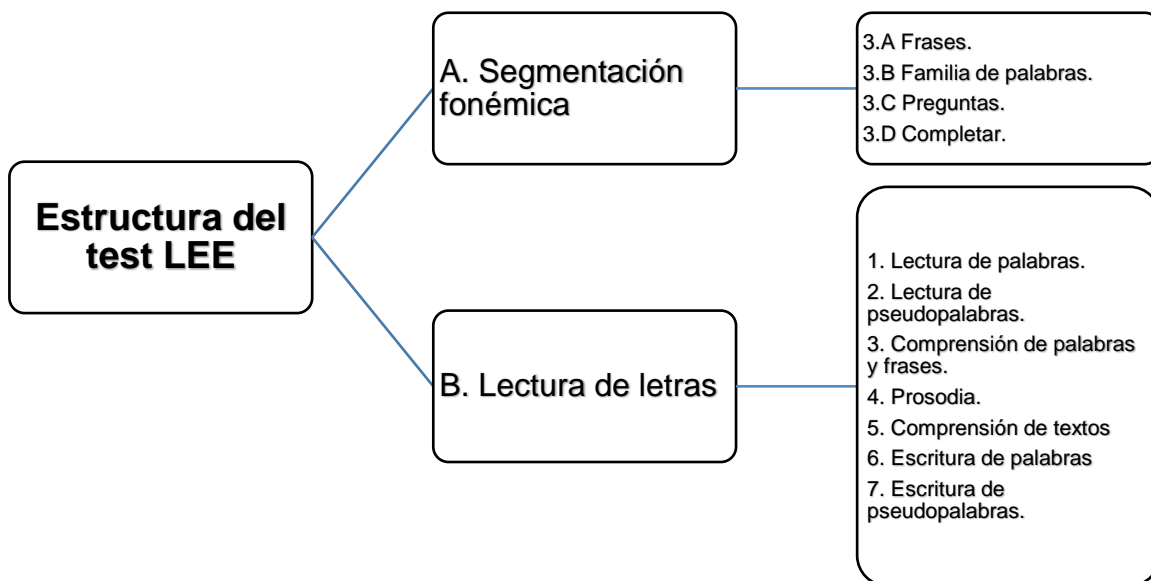 Estructura del
test LEE
A. Segmentación
fonémica
3.A Frases.
3.B Familia de palabras.
3.C Preguntas.
3.D Completar.
B. Lectura de letras
1. Lectura de palabras.
2. Lectura de
pseudopalabras.
3. Comprensión de palabras
y frases.
4. Prosodia.
5. Comprensión de textos
6. Escritura de palabras
7. Escritura de
pseudopalabras.